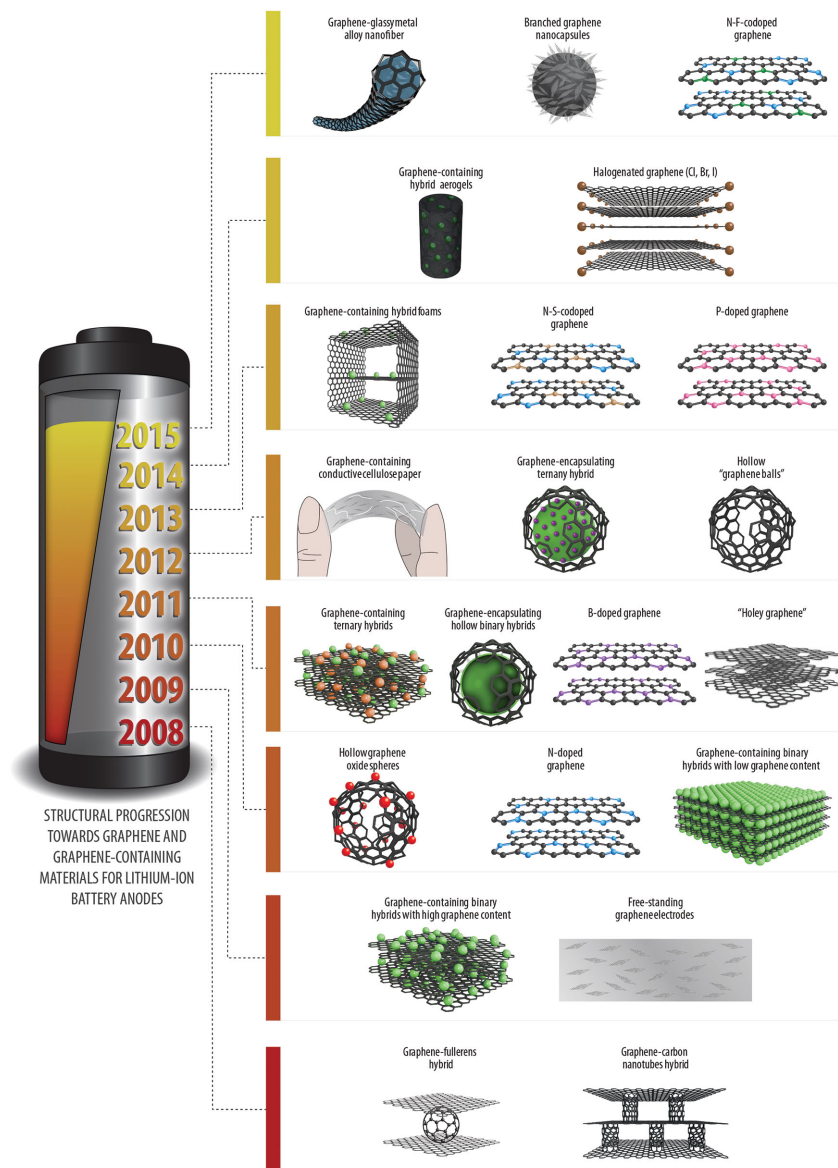 Graphene-glassy metal
alloy nanofiber
Branched graphene
nanocapsules
N-F-codoped
graphene
Graphene-containing
hybrid aerogels
Halogenated graphene (Cl, Br, I)
Graphene-containing hybrid foams
N-S-codoped
graphene
P-doped graphene
2015
2014
2013
2012
2011
2010
2009
2008
STRUCTURAL PROGRESSION
TOWARDS GRAPHENE AND
GRAPHENE-CONTAINING
MATERIALS FOR LITHIUM-ION
BATTERY ANODES
Graphene-containing
conductive cellulose paper
Graphene-encapsulating
ternary hybrid
Hollow
“graphene balls”
Graphene-containing
ternary hybrids
Graphene-encapsulating
hollow binary hybrids
B-doped graphene
“Holey graphene”
Hollow graphene
oxide spheres
N-doped
graphene
Graphene-containing binary
hybrids with low graphene content
Graphene-containing binary
hybrids with high graphene content
Free-standing
graphene electrodes
Graphene-fullerens
hybrid
Graphene-carbon
nanotubes hybrid